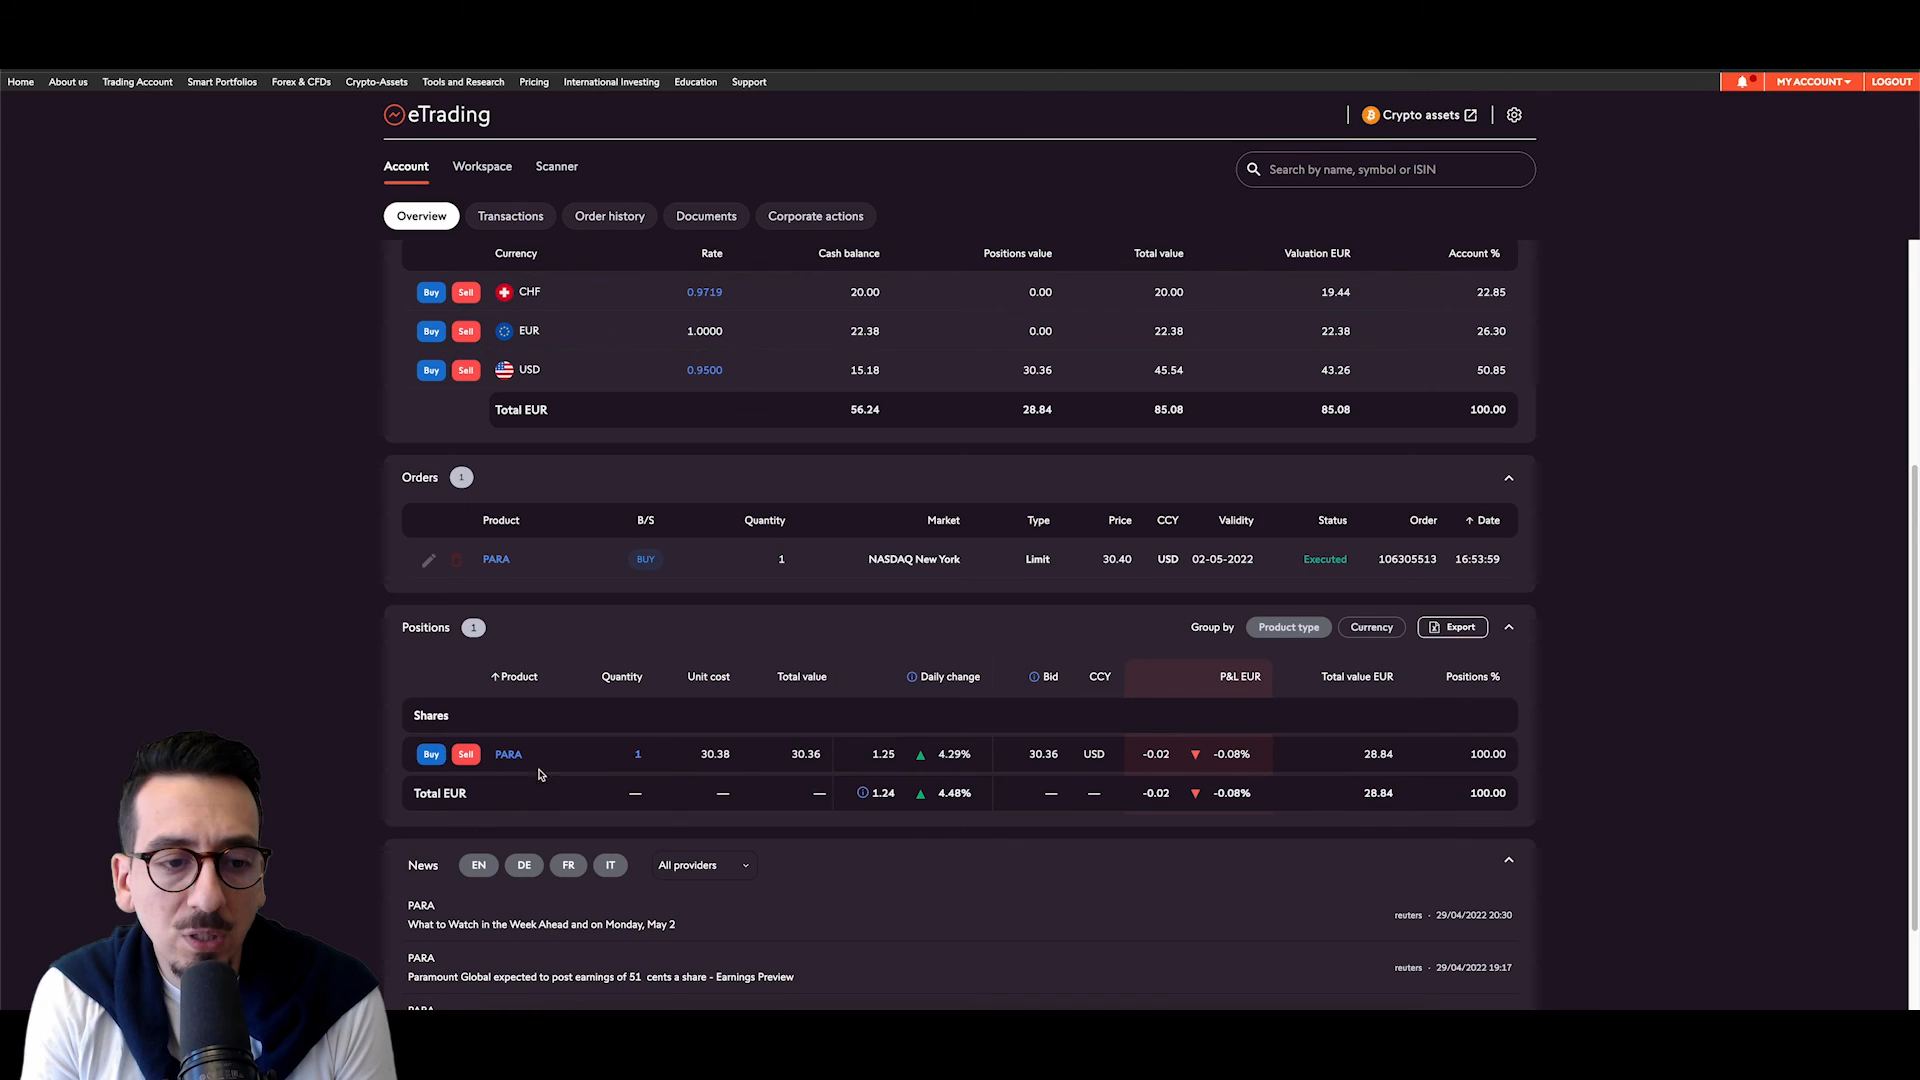 Home About us Trading Account Smart Portfolios Forex & CFDs Crypto-Assets Tools and Research Pricing International Investing Education Support MY ACCOUNT LOGOUT
eTrading Crypto assets
Account Workspace Scanner Search by name, symbol or ISIN
Overview Transactions Order history Documents Corporate actions
Currency Rate Cash balance Positions value Total value Valuation EUR Account %
Buy Sell CHF 0.9719 20.00 0.00 20.00 19.44 22.85
Buy Sell EUR 1.0000 22.38 0.00 22.38 22.38 26.30
Buy Sell USD 0.9500 15.18 30.36 45.54 43.26 50.85
Total EUR 56.24 28.84 85.08 85.08 100.00
Orders 1
Product B/S Quantity Market Type Price CCY Validity Status Order ↑ Date
PARA BUY 1 NASDAQ New York Limit 30.40 USD 02-05-2022 Executed 106305513 16:53:59
Positions 1 Group by Product type Currency Export
↑ Product Quantity Unit cost Total value Daily change Bid CCY P&L EUR Total value EUR Positions %
Shares
Buy Sell PARA 1 30.38 30.36 1.25 ▲ 4.29% 30.36 USD -0.02 ▼ -0.08% 28.84 100.00
Total EUR — — — 1.24 ▲ 4.48% — — -0.02 ▼ -0.08% 28.84 100.00
News EN DE FR IT All providers
PARA
What to Watch in the Week Ahead and on Monday, May 2 reuters · 29/04/2022 20:30
PARA
Paramount Global expected to post earnings of 51 cents a share - Earnings Preview reuters · 29/04/2022 19:17
PARA